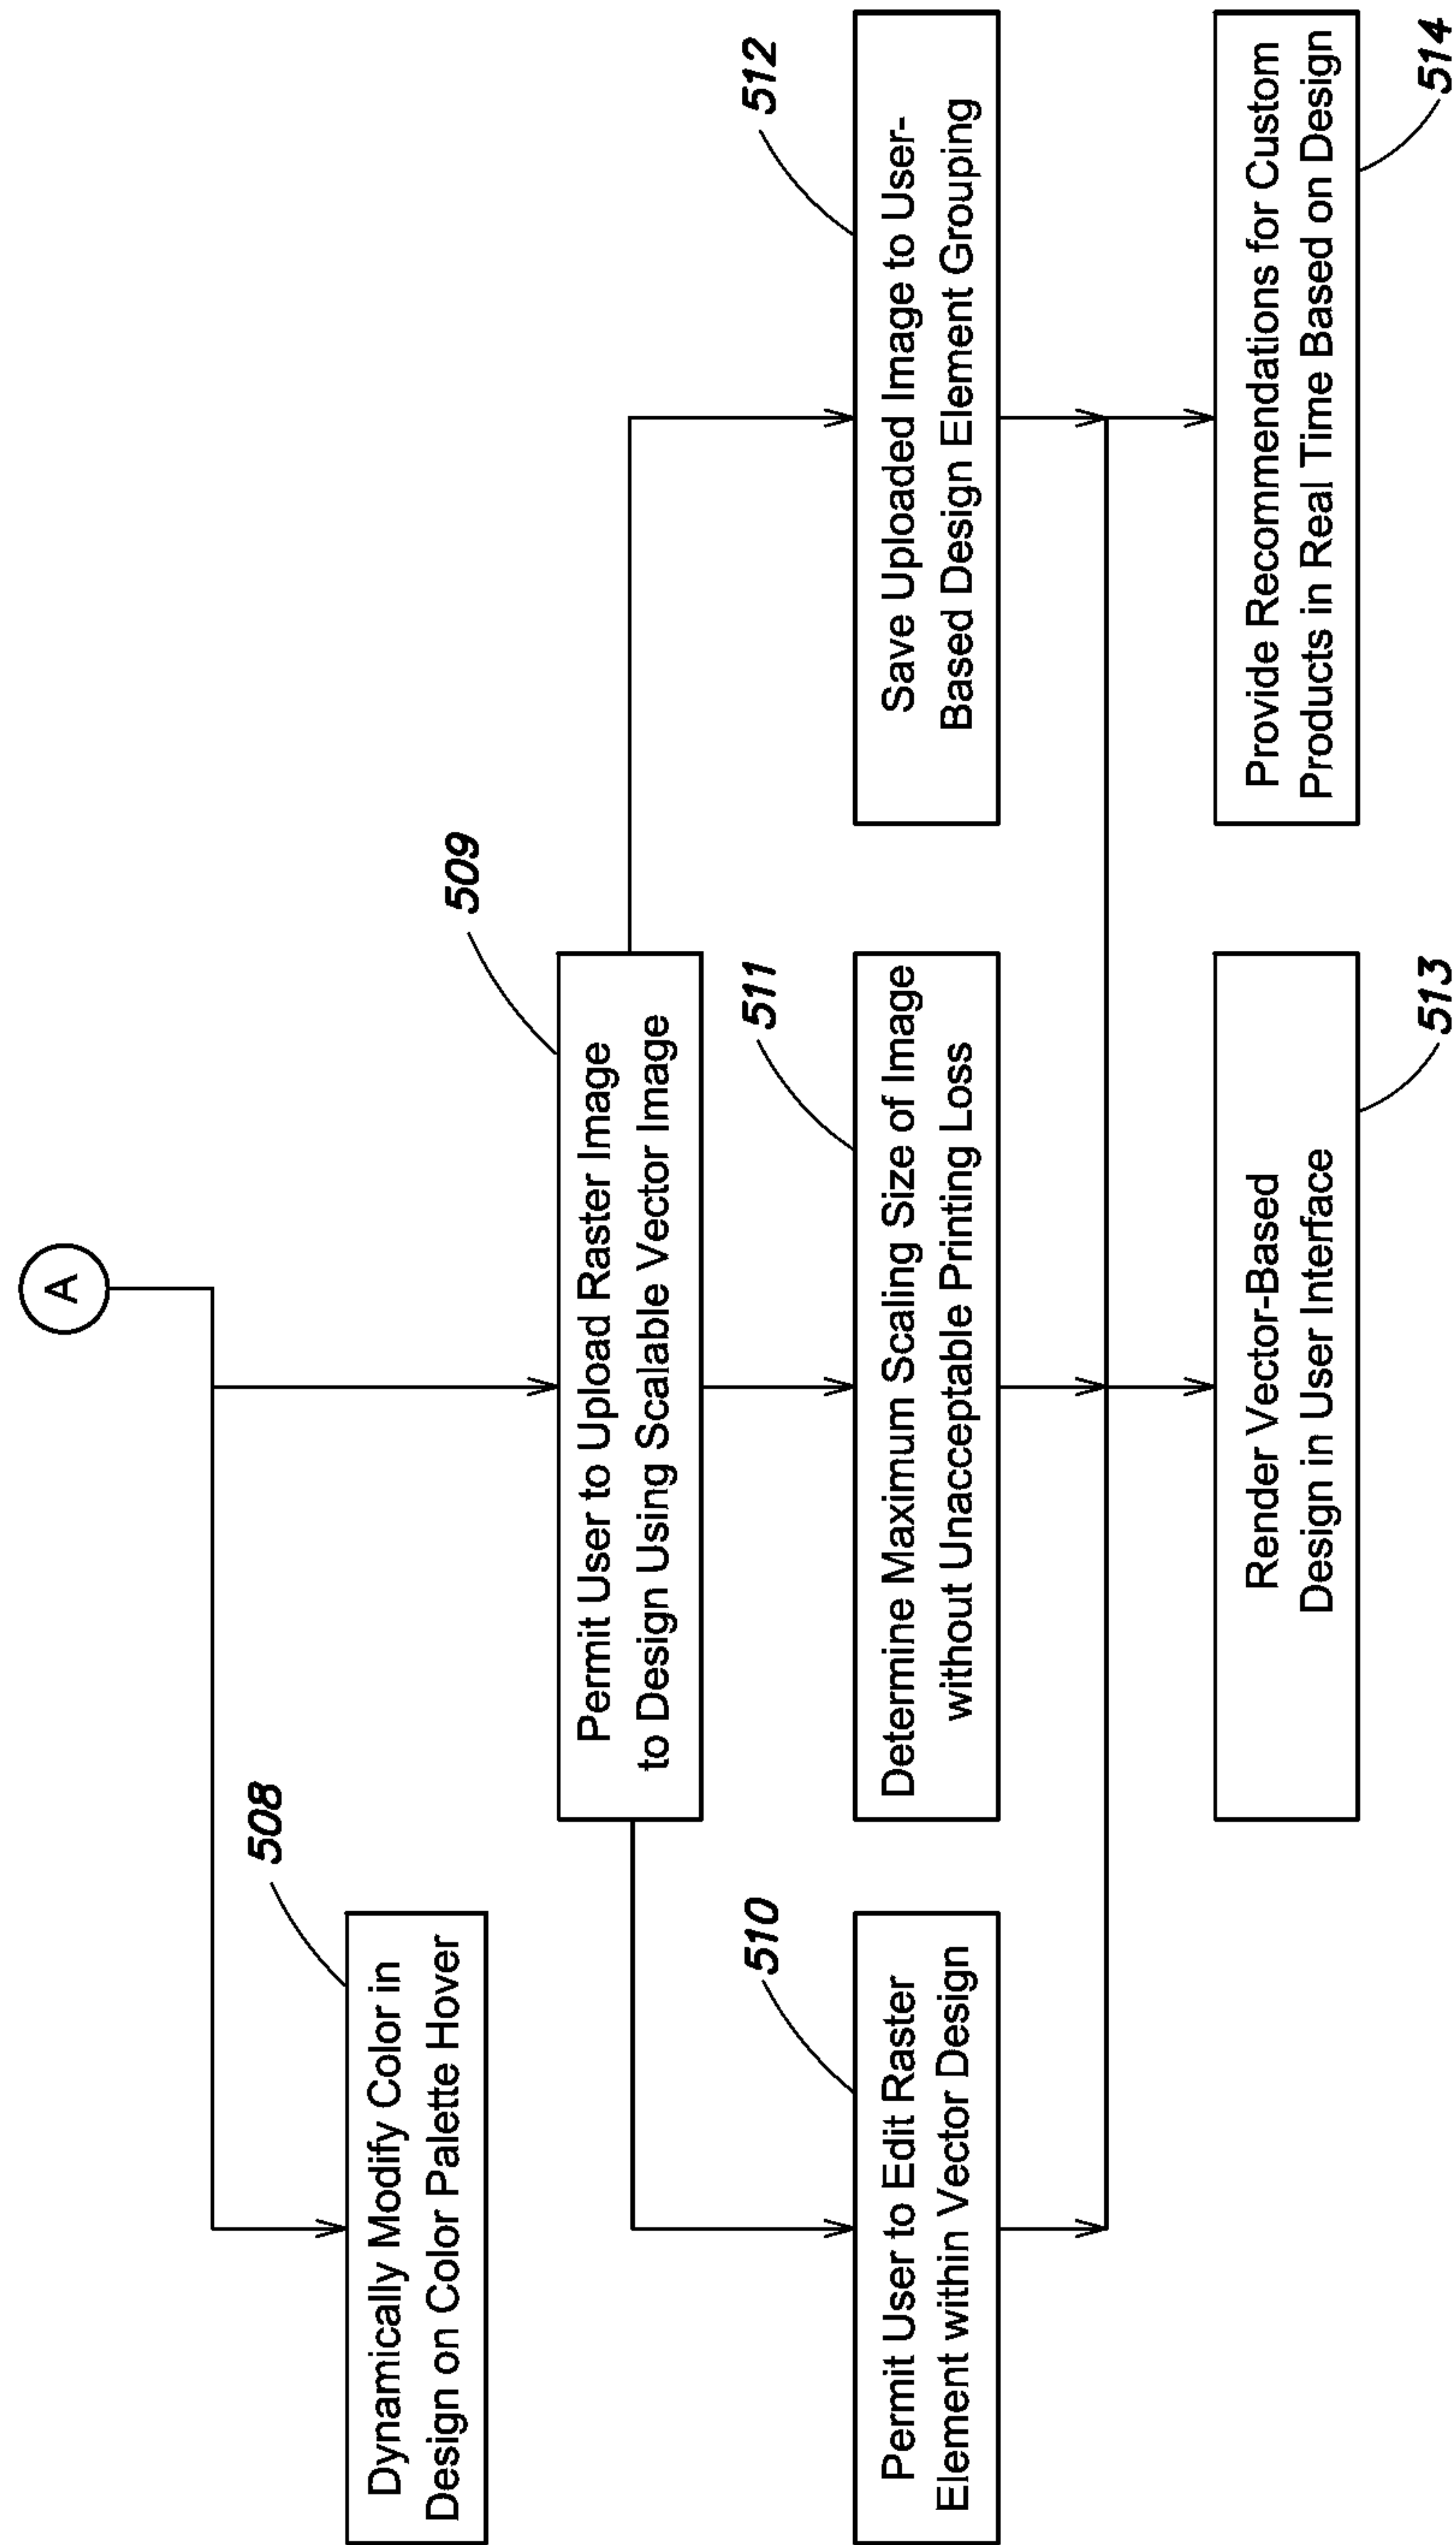 A
508
Dynamically Modify Color in
Design on Color Palette Hover
509
Permit User to Upload Raster Image
to Design Using Scalable Vector Image
510
Permit User to Edit Raster
Element within Vector Design
511
Determine Maximum Scaling Size of Image
without Unacceptable Printing Loss
512
Save Uploaded Image to User-
Based Design Element Grouping
Render Vector-Based
Design in User Interface
513
Provide Recommendations for Custom
Products in Real Time Based on Design
514